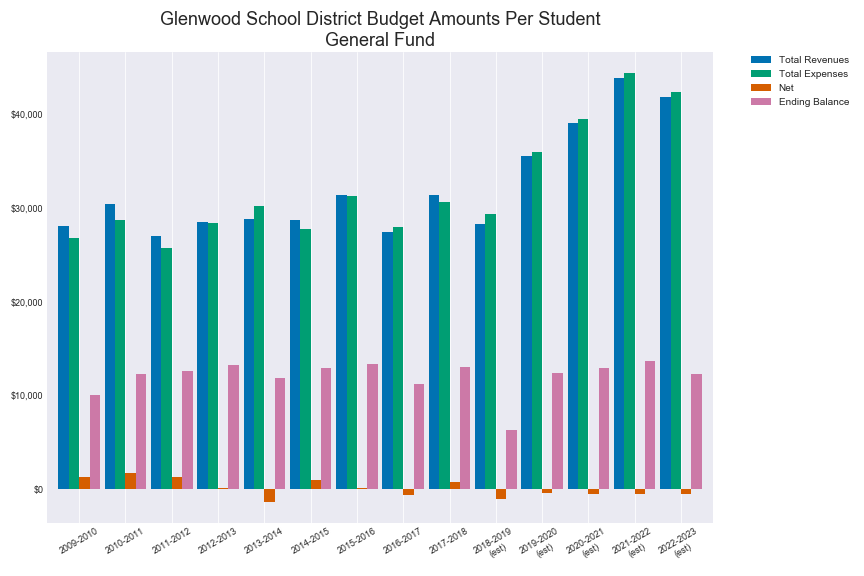 Glenwood School District Budget Amounts Per Student
General Fund
Total Revenues
Total Expenses
Net
Ending Balance
$40,000
$30,000
$20,000
$10,000
$0
2009-2010
2010-2011
2011-2012
2012-2013
2013-2014
2014-2015
2015-2016
2016-2017
2017-2018
2018-2019
(est)
2019-2020
(est)
2020-2021
(est)
2021-2022
(est)
2022-2023
(est)